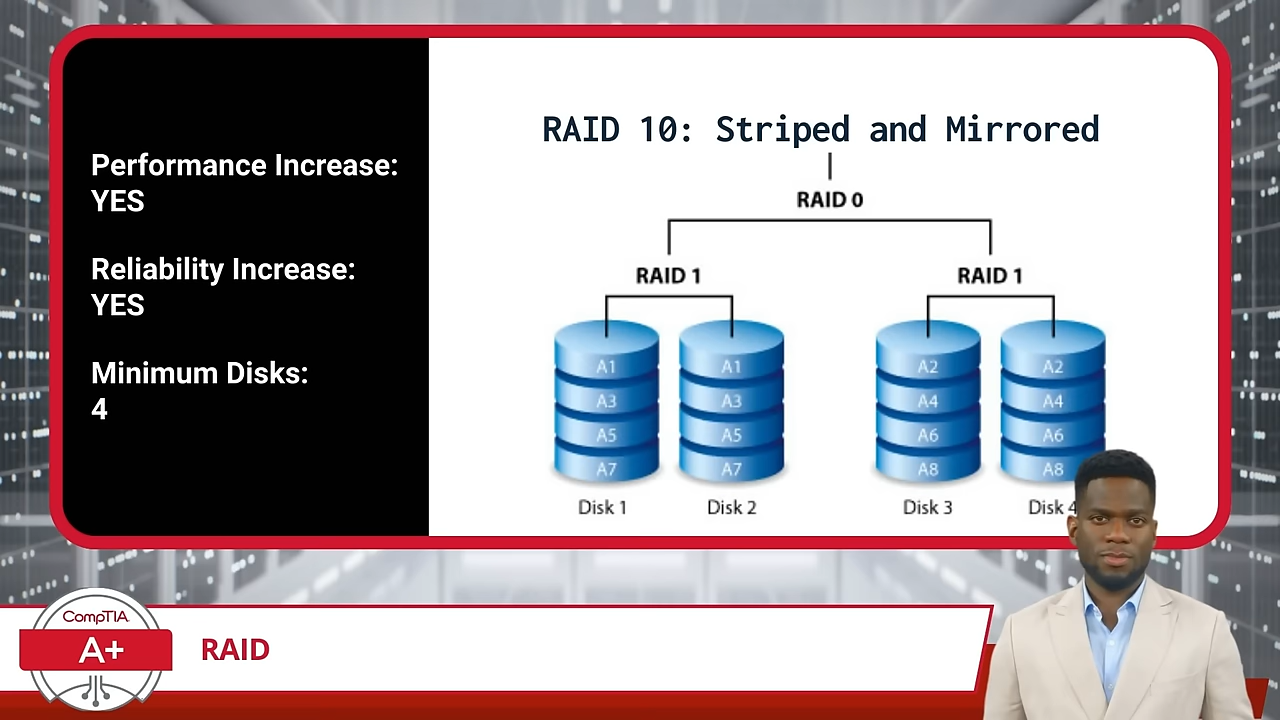 Performance Increase:
YES
Reliability Increase:
YES
Minimum Disks:
4
RAID 10: Striped and Mirrored
RAID 0
RAID 1
RAID 1
A1
A1
A2
A2
A3
A3
A4
A4
A5
A5
A6
A6
A7
A7
A8
A8
Disk 1
Disk 2
Disk 3
Disk 4
CompTIA
A+
RAID